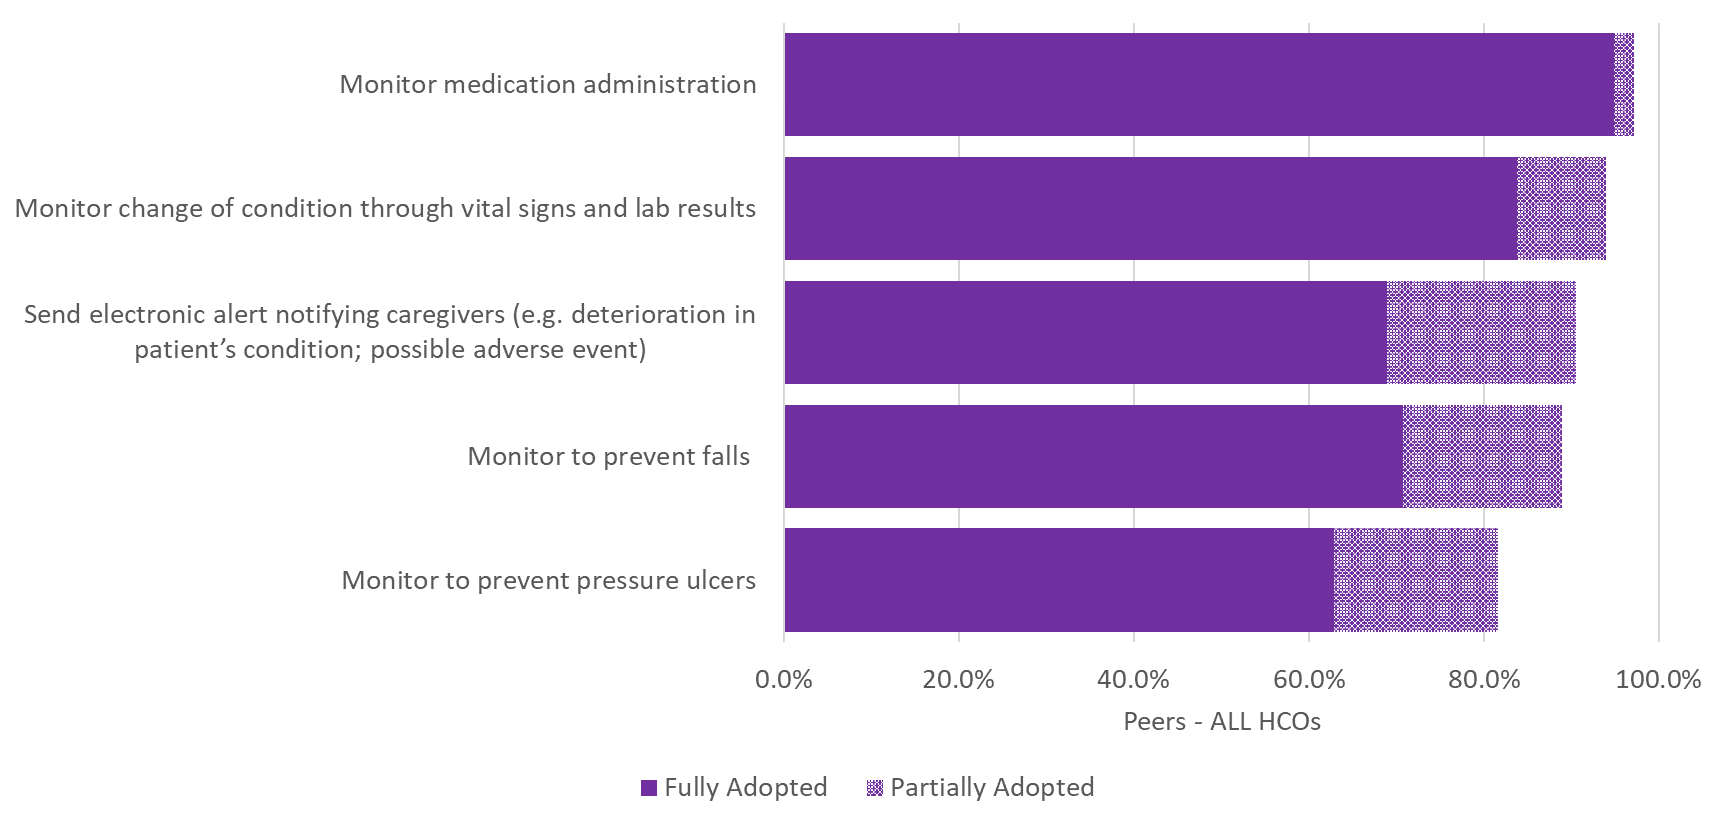 Monitor medication administration
Monitor change of condition through vital signs and lab results
Send electronic alert notifying caregivers (e.g. deterioration in
patient’s condition; possible adverse event)
Monitor to prevent falls
Monitor to prevent pressure ulcers
0.0% 20.0% 40.0% 60.0% 80.0% 100.0%
Peers - ALL HCOs
Fully Adopted Partially Adopted